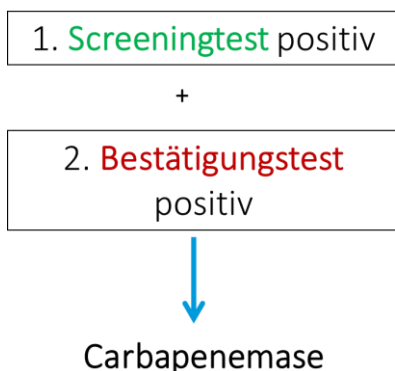 1. Screeningtest positiv
+
2. Bestätigungstest
positiv
Carbapenemase